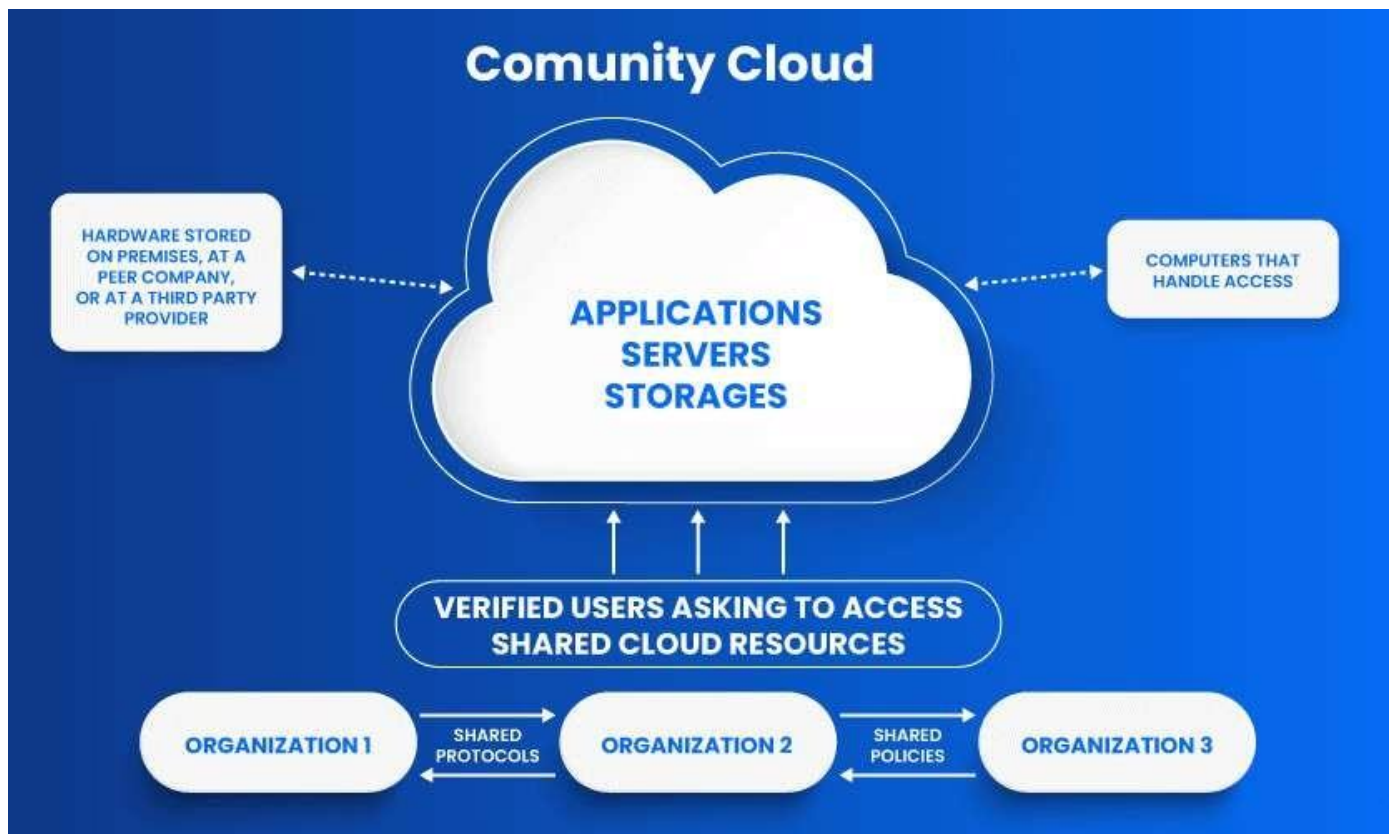 Comunity Cloud
HARDWARE STORED
ON PREMISES, AT A
PEER COMPANY,
OR AT A THIRD PARTY
PROVIDER
COMPUTERS THAT
HANDLE ACCESS
APPLICATIONS
SERVERS
STORAGES
VERIFIED USERS ASKING TO ACCESS
SHARED CLOUD RESOURCES
ORGANIZATION 1
SHARED
PROTOCOLS
ORGANIZATION 2
SHARED
POLICIES
ORGANIZATION 3